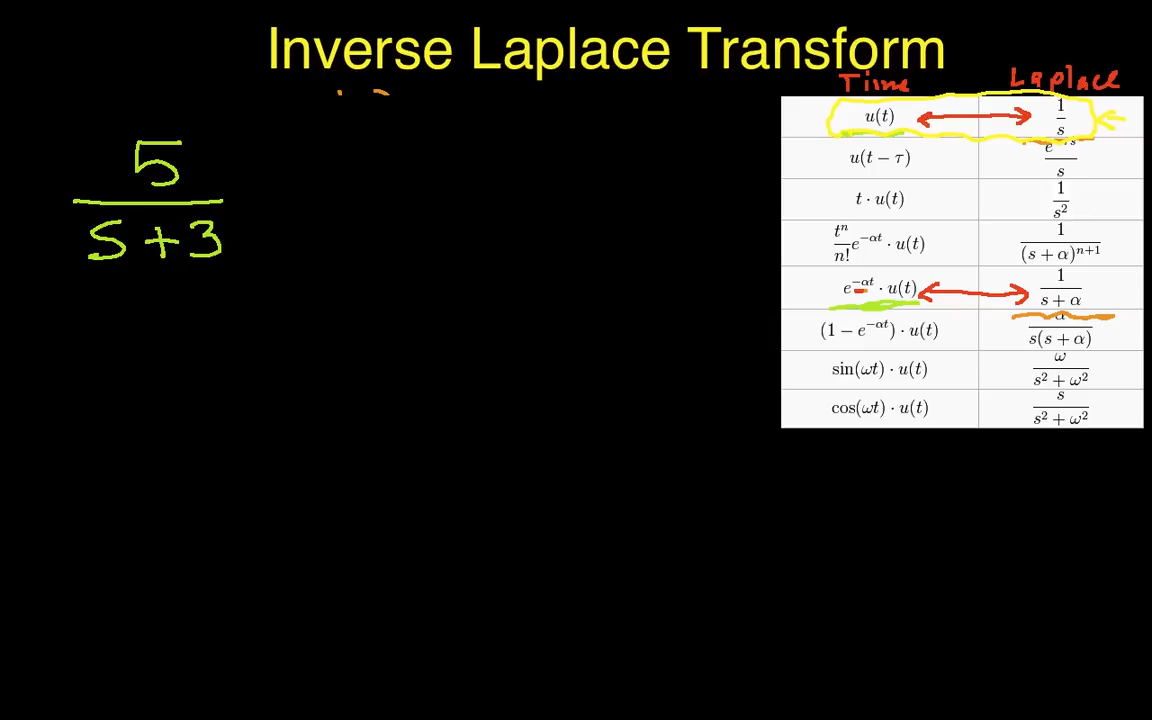 Inverse Laplace Transform
Time Laplace
u(t) 1/s
u(t − τ) e /s
t · u(t) 1/s²
tⁿ/n! e^−αt · u(t) 1/(s + α)ⁿ⁺¹
e^−αt · u(t) 1/(s + α)
(1 − e^−αt) · u(t) α/s(s + α)
sin(ωt) · u(t) ω/(s² + ω²)
cos(ωt) · u(t) s/(s² + ω²)
5
s + 3